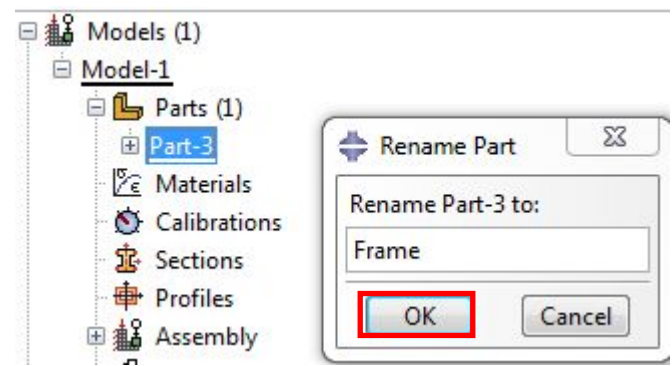 Models (1)
Model-1
Parts (1)
Part-3
Materials
Calibrations
Sections
Profiles
Assembly
Rename Part
Rename Part-3 to:
Frame
OK
Cancel